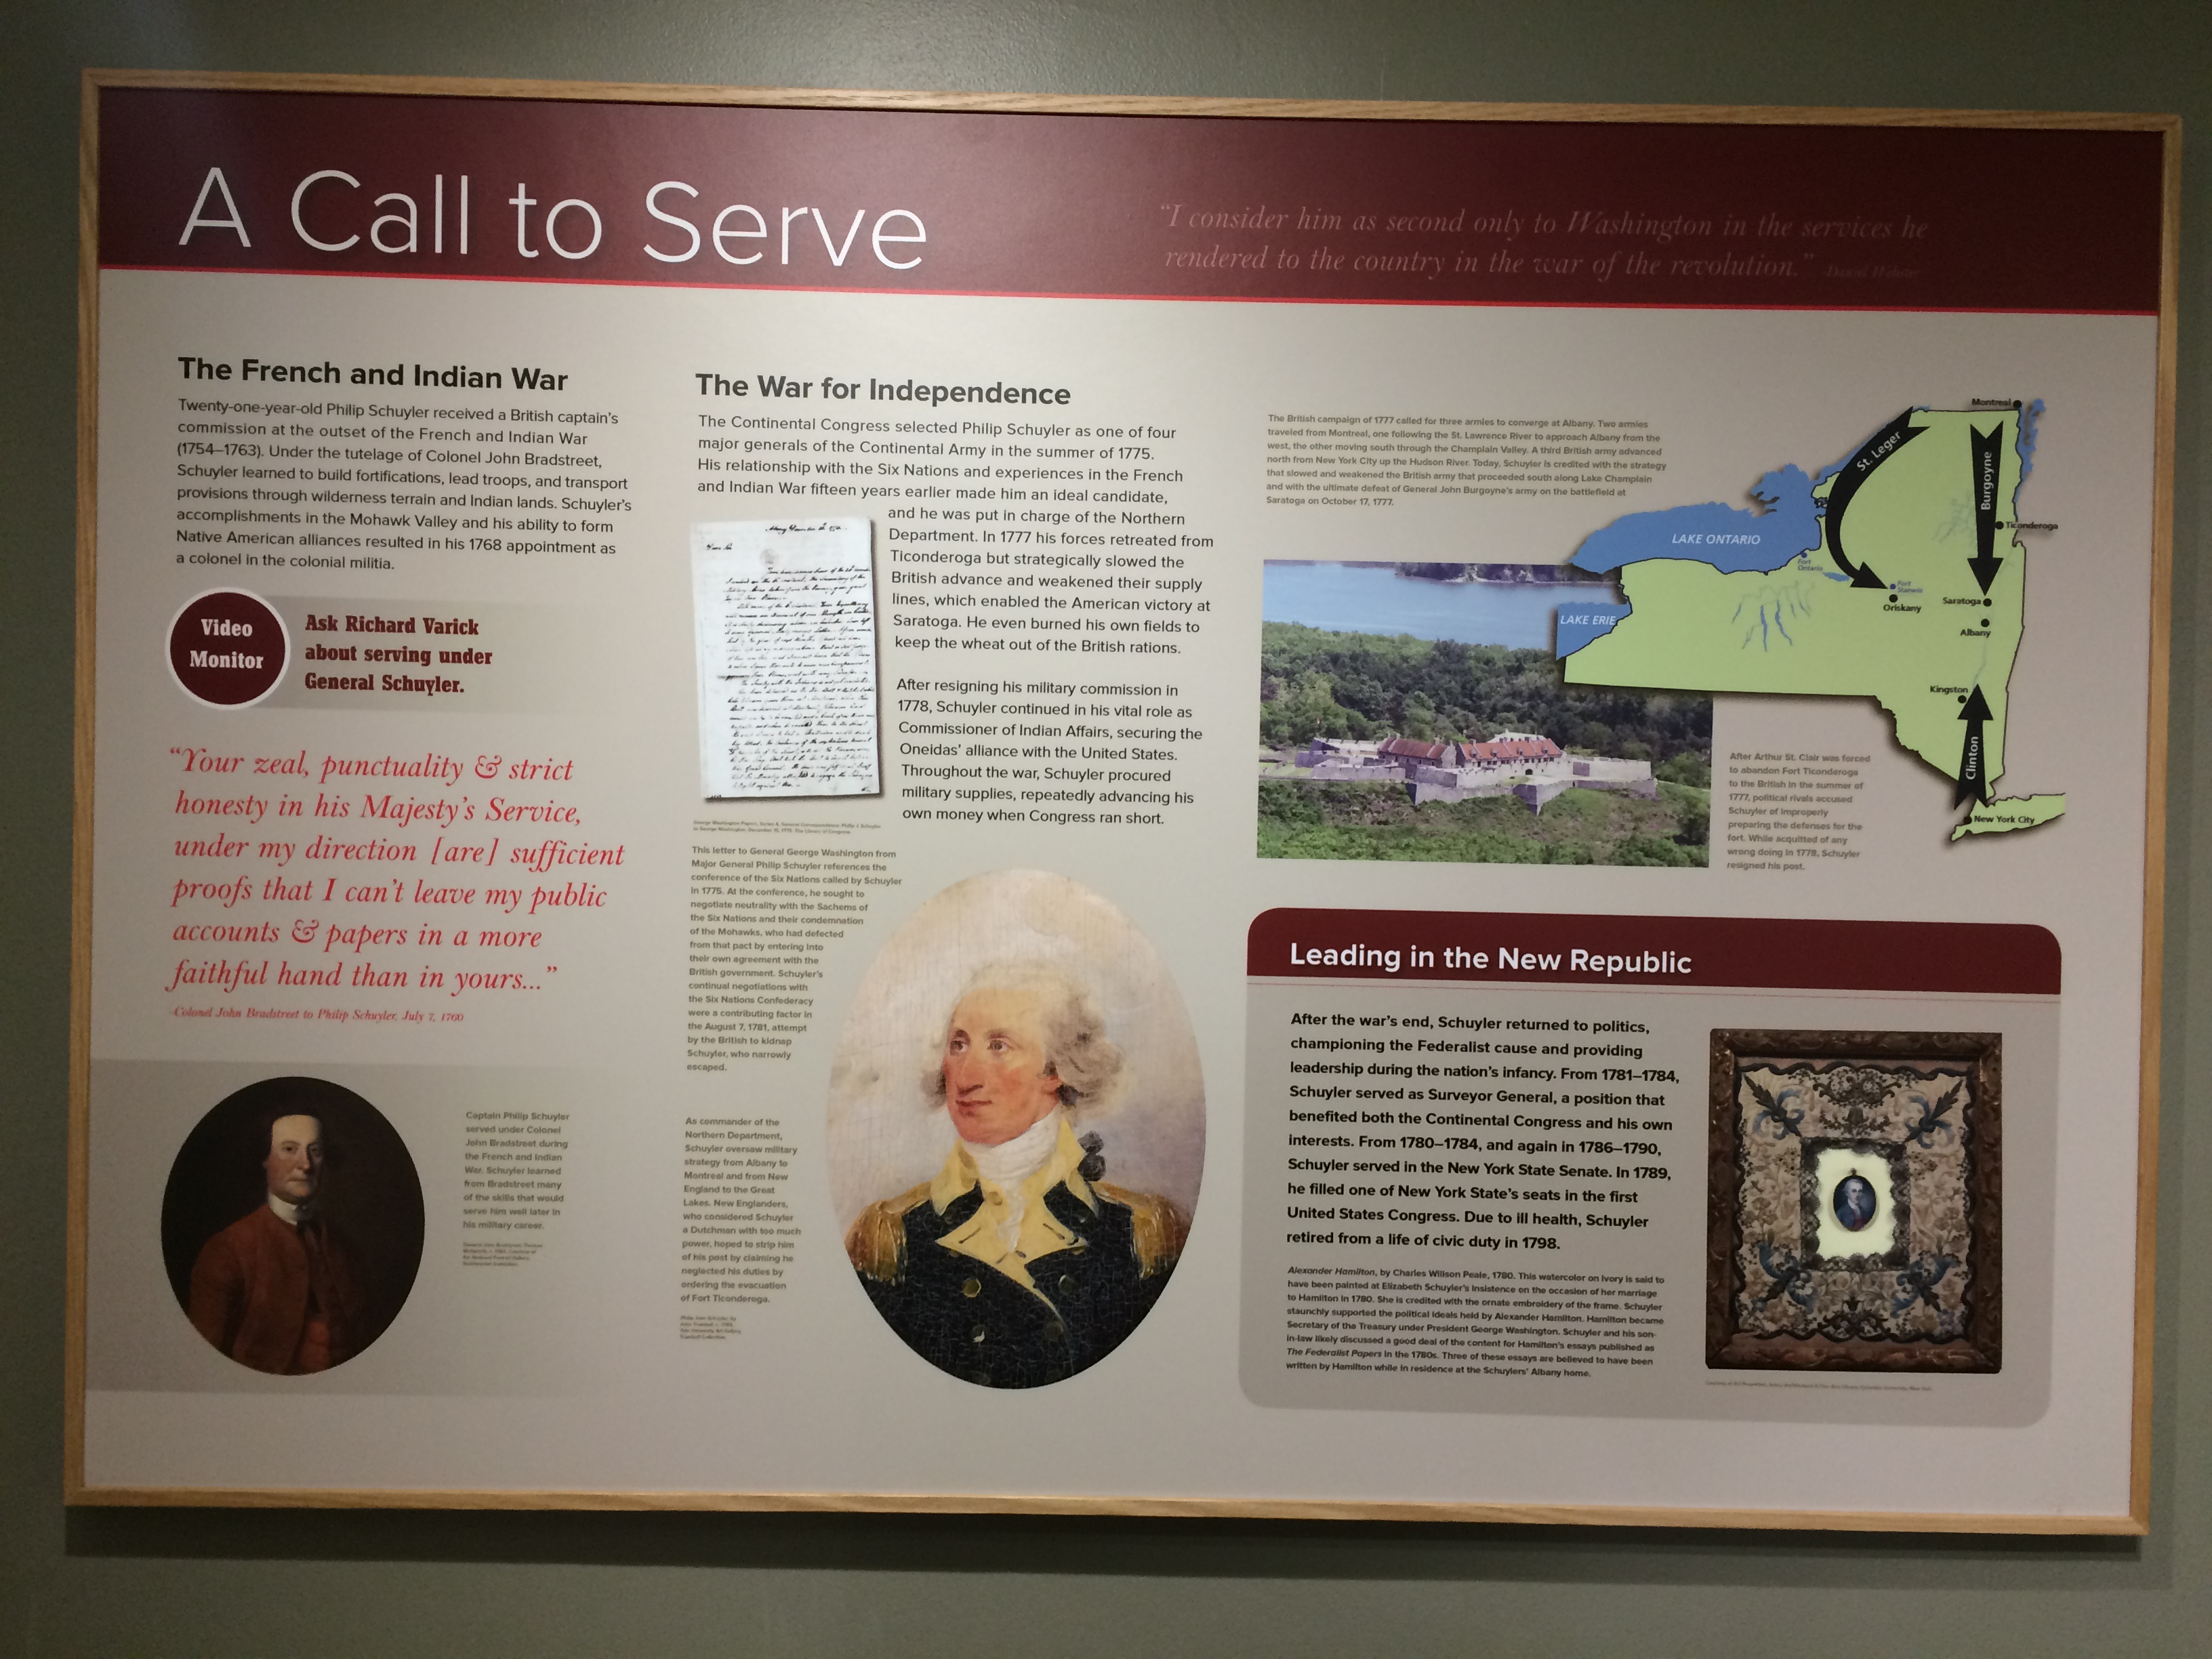 A Call to Serve
“I consider him as second only to Washington in the services he
rendered to the country in the war of the revolution.” -Daniel Webster
The French and Indian War
Twenty-one-year-old Philip Schuyler received a British captain’s
commission at the outset of the French and Indian War
(1754–1763). Under the tutelage of Colonel John Bradstreet,
Schuyler learned to build fortifications, lead troops, and transport
provisions through wilderness terrain and Indian lands. Schuyler’s
accomplishments in the Mohawk Valley and his ability to form
Native American alliances resulted in his 1768 appointment as
a colonel in the colonial militia.
Video
Monitor
Ask Richard Varick
about serving under
General Schuyler.
“Your zeal, punctuality & strict
honesty in his Majesty’s Service,
under my direction [are] sufficient
proofs that I can’t leave my public
accounts & papers in a more
faithful hand than in yours...”
-Colonel John Bradstreet to Philip Schuyler, July 7, 1760
Captain Philip Schuyler
served under Colonel
John Bradstreet during
the French and Indian
War. Schuyler learned
from Bradstreet many
of the skills that would
serve him well later in
his military career.
The War for Independence
The Continental Congress selected Philip Schuyler as one of four
major generals of the Continental Army in the summer of 1775.
His relationship with the Six Nations and experiences in the French
and Indian War fifteen years earlier made him an ideal candidate,
and he was put in charge of the Northern
Department. In 1777 his forces retreated from
Ticonderoga but strategically slowed the
British advance and weakened their supply
lines, which enabled the American victory at
Saratoga. He even burned his own fields to
keep the wheat out of the British rations.
After resigning his military commission in
1778, Schuyler continued in his vital role as
Commissioner of Indian Affairs, securing the
Oneidas’ alliance with the United States.
Throughout the war, Schuyler procured
military supplies, repeatedly advancing his
own money when Congress ran short.
This letter to General George Washington from
Major General Philip Schuyler references the
conference of the Six Nations called by Schuyler
in 1775. At the conference, he sought to
negotiate neutrality with the Sachems of
the Six Nations and their condemnation
of the Mohawks, who had defected
from that pact by entering into
their own agreement with the
British government. Schuyler’s
continual negotiations with
the Six Nations Confederacy
were a contributing factor in
the August 7, 1781, attempt
by the British to kidnap
Schuyler, who narrowly
escaped.
As commander of the
Northern Department,
Schuyler oversaw military
strategy from Albany to
Montreal and from New
England to the Great
Lakes. New Englanders,
who considered Schuyler
a Dutchman with too much
power, hoped to strip him
of his post by claiming he
neglected his duties by
ordering the evacuation
of Fort Ticonderoga.
The British campaign of 1777 called for three armies to converge at Albany. Two armies
traveled from Montreal, one following the St. Lawrence River to approach Albany from the
west, the other moving south through the Champlain Valley. A third British army advanced
north from New York City up the Hudson River. Today, Schuyler is credited with the strategy
that slowed and weakened the British army that proceeded south along Lake Champlain
and with the ultimate defeat of General John Burgoyne’s army on the battlefield at
Saratoga on October 17, 1777.
Montreal
St. Leger
Burgoyne
Ticonderoga
LAKE ONTARIO
Fort
Ontario
Fort
Stanwix
Oriskany
Saratoga
Albany
LAKE ERIE
Kingston
Clinton
New York City
After Arthur St. Clair was forced
to abandon Fort Ticonderoga
to the British in the summer of
1777, political rivals accused
Schuyler of improperly
preparing the defenses for the
fort. While acquitted of any
wrong doing in 1778, Schuyler
resigned his post.
Leading in the New Republic
After the war’s end, Schuyler returned to politics,
championing the Federalist cause and providing
leadership during the nation’s infancy. From 1781–1784,
Schuyler served as Surveyor General, a position that
benefited both the Continental Congress and his own
interests. From 1780–1784, and again in 1786–1790,
Schuyler served in the New York State Senate. In 1789,
he filled one of New York State’s seats in the first
United States Congress. Due to ill health, Schuyler
retired from a life of civic duty in 1798.
Alexander Hamilton, by Charles Willson Peale, 1780. This watercolor on ivory is said to
have been painted at Elizabeth Schuyler’s insistence on the occasion of her marriage
to Hamilton in 1780. She is credited with the ornate embroidery of the frame. Schuyler
staunchly supported the political ideals held by Alexander Hamilton. Hamilton became
Secretary of the Treasury under President George Washington. Schuyler and his son-
in-law likely discussed a good deal of the content for Hamilton’s essays published as
The Federalist Papers in the 1780s. Three of these essays are believed to have been
written by Hamilton while in residence at the Schuylers’ Albany home.